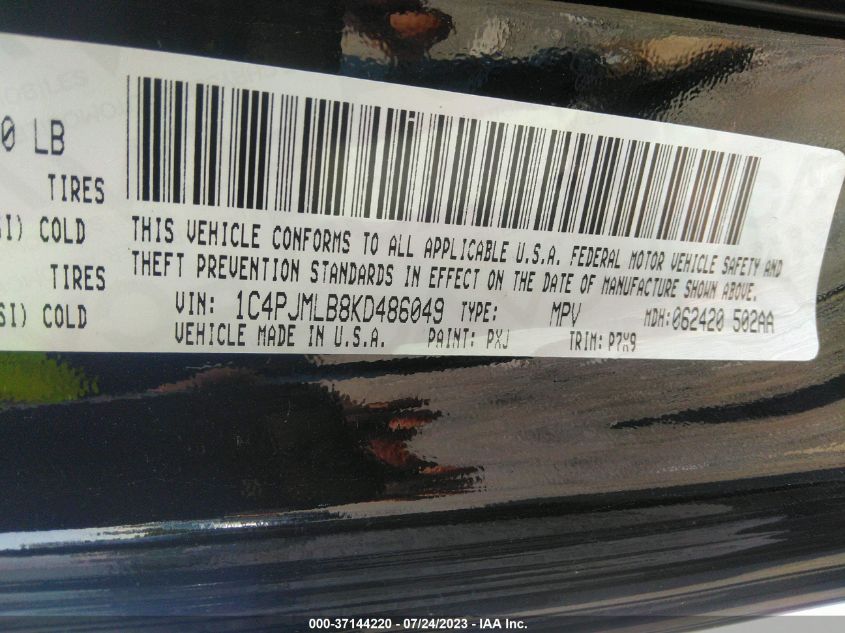 0 LB
TIRES
SI) COLD
TIRES
SI) COLD
THIS VEHICLE CONFORMS TO ALL APPLICABLE U.S.A. FEDERAL MOTOR VEHICLE SAFETY AND
THEFT PREVENTION STANDARDS IN EFFECT ON THE DATE OF MANUFACTURE SHOWN ABOVE.
VIN: 1C4PJMLB8KD486049 TYPE: MPV MDH: 062420 502AA
VEHICLE MADE IN U.S.A. PAINT: PXJ TRIM: P7X9
000-37144220 - 07/24/2023 - IAA Inc.